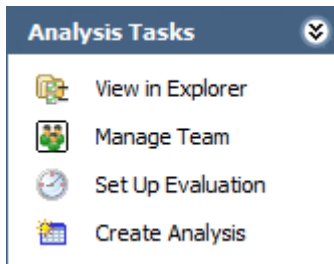 Analysis Tasks
View in Explorer
Manage Team
Set Up Evaluation
Create Analysis